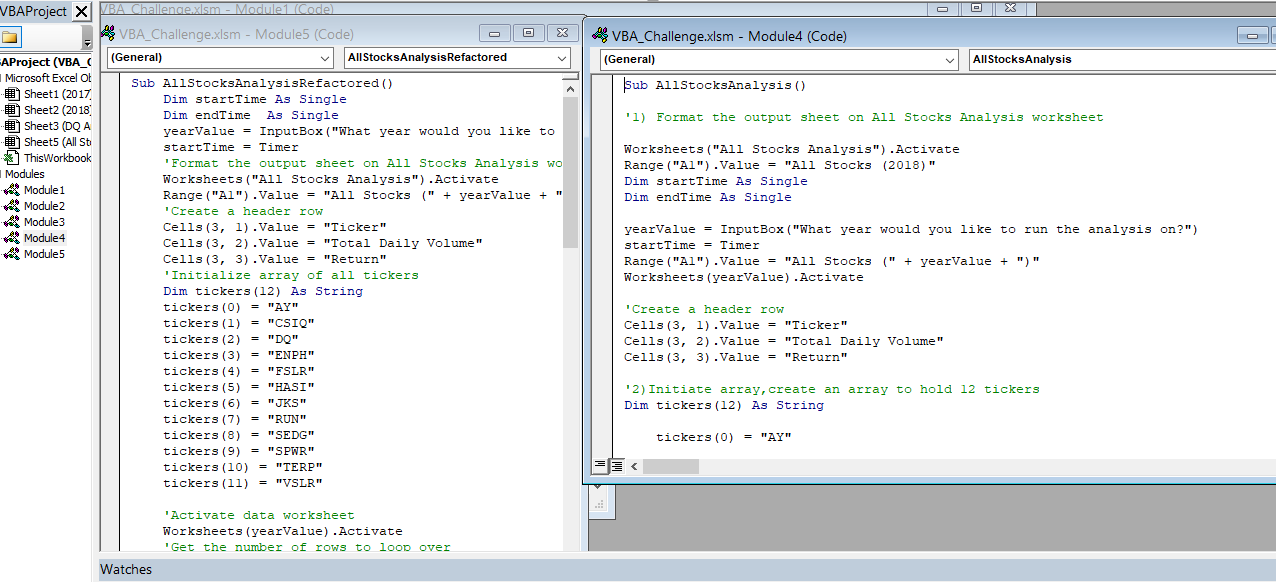 VBAProject
APProject (VBA_C
Microsoft Excel Ob
Sheet1 (2017)
Sheet2 (2018)
Sheet3 (DQ A
Sheet5 (All St
ThisWorkbook
Modules
Module1
Module2
Module3
Module4
Module5
VBA_Challenge.xlsm - Module1 (Code)
VBA_Challenge.xlsm - Module5 (Code)
(General)
AllStocksAnalysisRefactored
Sub AllStocksAnalysisRefactored()
Dim startTime As Single
Dim endTime  As Single
yearValue = InputBox("What year would you like to
startTime = Timer
'Format the output sheet on All Stocks Analysis wo
Worksheets("All Stocks Analysis").Activate
Range("A1").Value = "All Stocks (" + yearValue + "
'Create a header row
Cells(3, 1).Value = "Ticker"
Cells(3, 2).Value = "Total Daily Volume"
Cells(3, 3).Value = "Return"
'Initialize array of all tickers
Dim tickers(12) As String
tickers(0) = "AY"
tickers(1) = "CSIQ"
tickers(2) = "DQ"
tickers(3) = "ENPH"
tickers(4) = "FSLR"
tickers(5) = "HASI"
tickers(6) = "JKS"
tickers(7) = "RUN"
tickers(8) = "SEDG"
tickers(9) = "SPWR"
tickers(10) = "TERP"
tickers(11) = "VSLR"
'Activate data worksheet
Worksheets(yearValue).Activate
'Get the number of rows to loop over
VBA_Challenge.xlsm - Module4 (Code)
(General)
AllStocksAnalysis
Sub AllStocksAnalysis()
'1) Format the output sheet on All Stocks Analysis worksheet
Worksheets("All Stocks Analysis").Activate
Range("A1").Value = "All Stocks (2018)"
Dim startTime As Single
Dim endTime As Single
yearValue = InputBox("What year would you like to run the analysis on?")
startTime = Timer
Range("A1").Value = "All Stocks (" + yearValue + ")"
Worksheets(yearValue).Activate
'Create a header row
Cells(3, 1).Value = "Ticker"
Cells(3, 2).Value = "Total Daily Volume"
Cells(3, 3).Value = "Return"
'2)Initiate array,create an array to hold 12 tickers
Dim tickers(12) As String
tickers(0) = "AY"
Watches